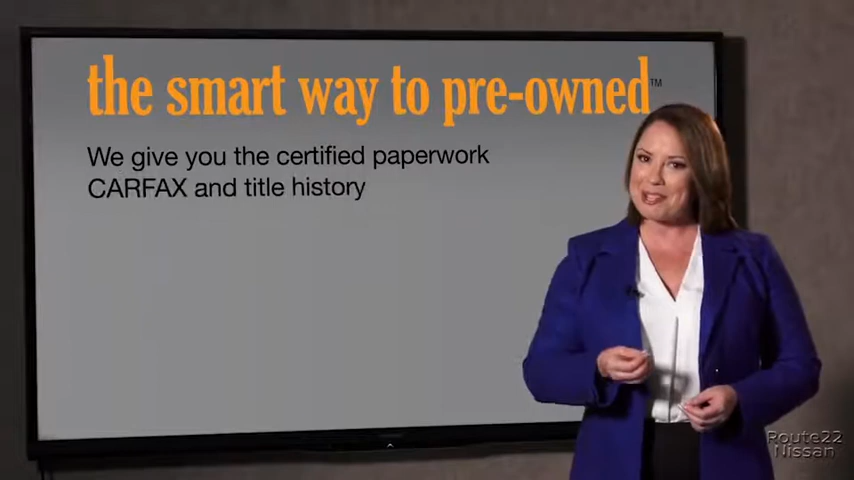 the smart way to pre-owned™
We give you the certified paperwork
CARFAX and title history
Route22
Nissan